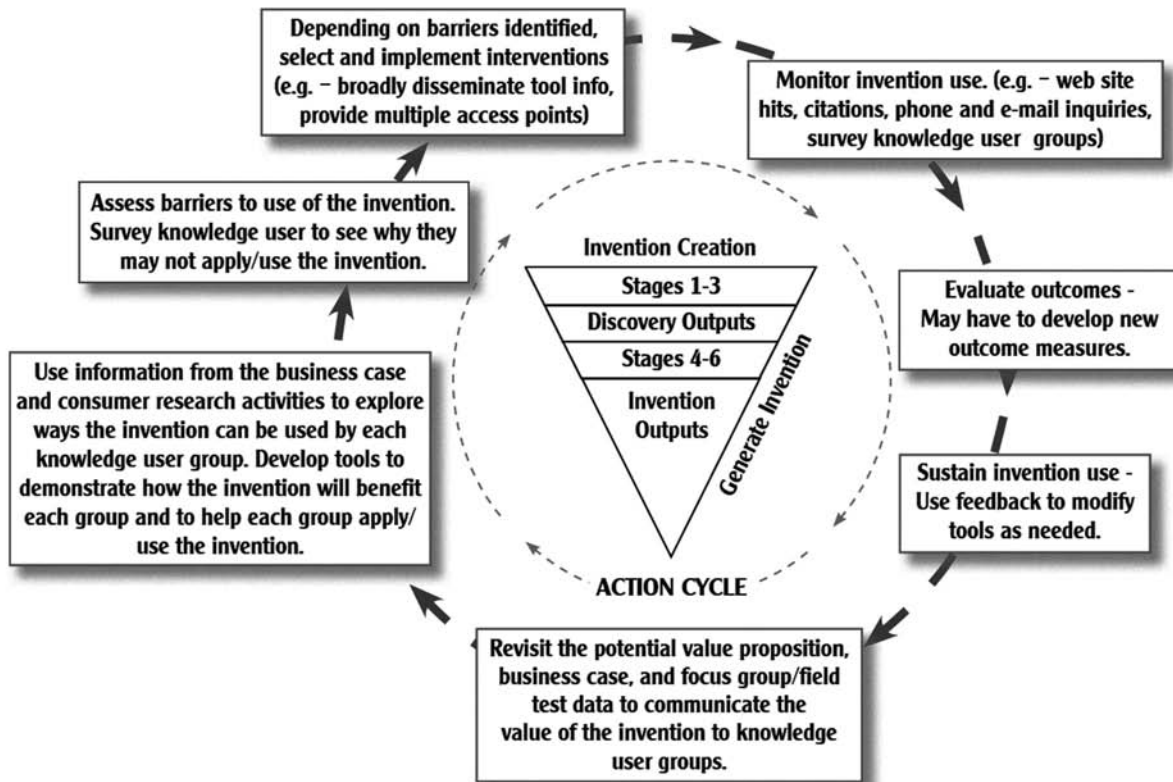 Depending on barriers identified,
select and implement interventions
(e.g. – broadly disseminate tool info,
provide multiple access points)
Monitor invention use. (e.g. – web site
hits, citations, phone and e-mail inquiries,
survey knowledge user groups)
Assess barriers to use of the invention.
Survey knowledge user to see why they
may not apply/use the invention.
Evaluate outcomes -
May have to develop new
outcome measures.
Use information from the business case
and consumer research activities to explore
ways the invention can be used by each
knowledge user group. Develop tools to
demonstrate how the invention will benefit
each group and to help each group apply/
use the invention.
Sustain invention use -
Use feedback to modify
tools as needed.
Revisit the potential value proposition,
business case, and focus group/field
test data to communicate the
value of the invention to knowledge
user groups.
Invention Creation
Stages 1-3
Discovery Outputs
Stages 4-6
Invention
Outputs
Generate Invention
ACTION CYCLE